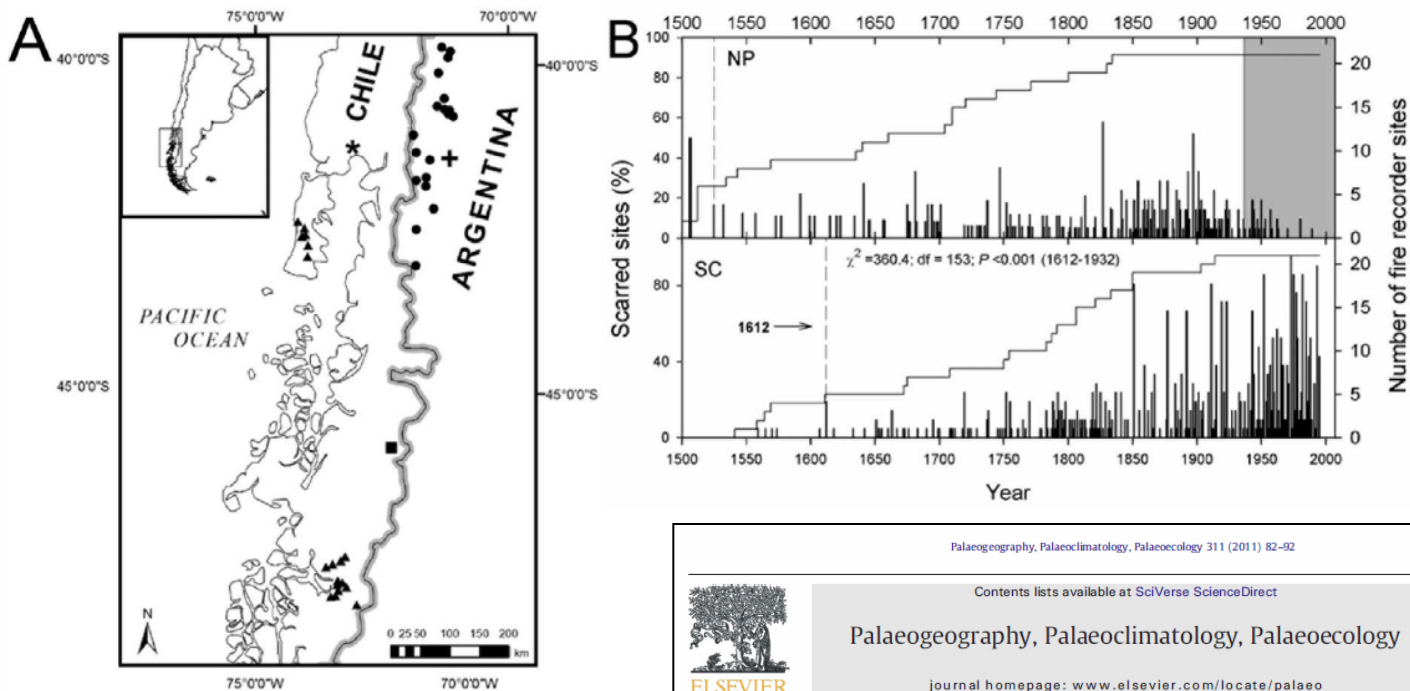 A
75°0'0"W
70°0'0"W
40°0'0"S
40°0'0"S
CHILE
*
+
ARGENTINA
PACIFIC
OCEAN
45°0'0"S
45°0'0"S
N
0 25 50 100 150 200
km
75°0'0"W
70°0'0"W
B
1500 1550 1600 1650 1700 1750 1800 1850 1900 1950 2000
100
80
60
40
20
0
NP
20
15
10
5
0
SC
χ² =360.4; df = 153; P <0.001 (1612-1932)
1612
80
40
0
20
15
10
5
0
Scarred sites (%)
Number of fire recorder sites
1500 1550 1600 1650 1700 1750 1800 1850 1900 1950 2000
Year
Palaeogeography, Palaeoclimatology, Palaeoecology 311 (2011) 82–92
Contents lists available at SciVerse ScienceDirect
Palaeogeography, Palaeoclimatology, Palaeoecology
journal homepage: www.elsevier.com/locate/palaeo
ELSEVIER